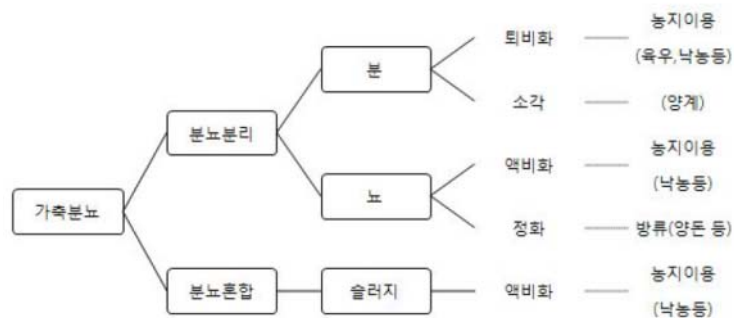 농지이용
퇴비화
(육우,낙농등)
분
소각
(양계)
분뇨분리
농지이용
액비화
(낙농등)
뇨
가축분뇨
정화
방류(양돈 등)
농지이용
분뇨혼합
슬러지
액비화
(낙농등)